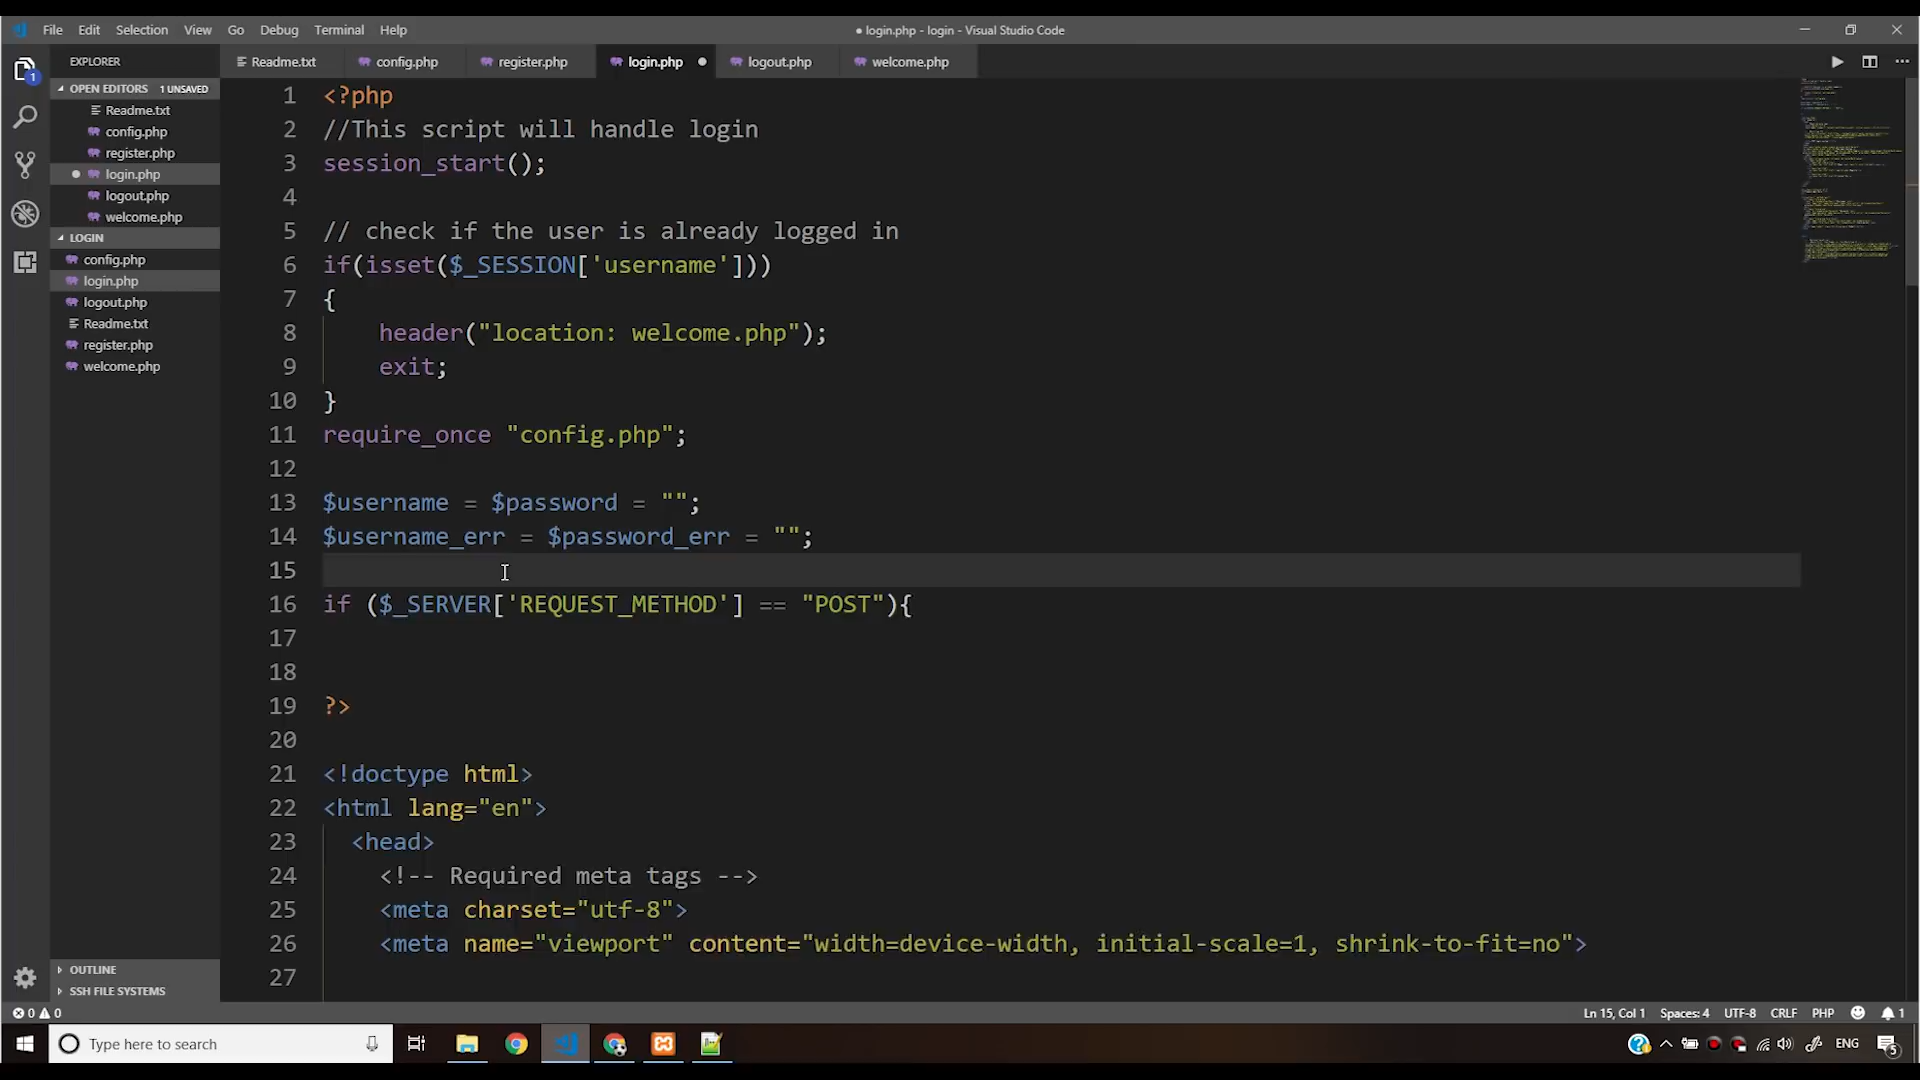 File Edit Selection View Go Debug Terminal Help
● login.php - login - Visual Studio Code
EXPLORER
Readme.txt
config.php
register.php
login.php
logout.php
welcome.php
OPEN EDITORS 1 UNSAVED
Readme.txt
config.php
register.php
login.php
logout.php
welcome.php
LOGIN
config.php
login.php
logout.php
Readme.txt
register.php
welcome.php
OUTLINE
SSH FILE SYSTEMS
1
1 <?php
2 //This script will handle login
3 session_start();
4
5 // check if the user is already logged in
6 if(isset($_SESSION['username']))
7 {
8     header("location: welcome.php");
9     exit;
10 }
11 require_once "config.php";
12
13 $username = $password = "";
14 $username_err = $password_err = "";
15
16 if ($_SERVER['REQUEST_METHOD'] == "POST"){
17
18
19 ?>
20
21 <!doctype html>
22 <html lang="en">
23   <head>
24     <!-- Required meta tags -->
25     <meta charset="utf-8">
26     <meta name="viewport" content="width=device-width, initial-scale=1, shrink-to-fit=no">
27
0 0
Ln 15, Col 1 Spaces: 4 UTF-8 CRLF PHP 1
Type here to search
ENG
5